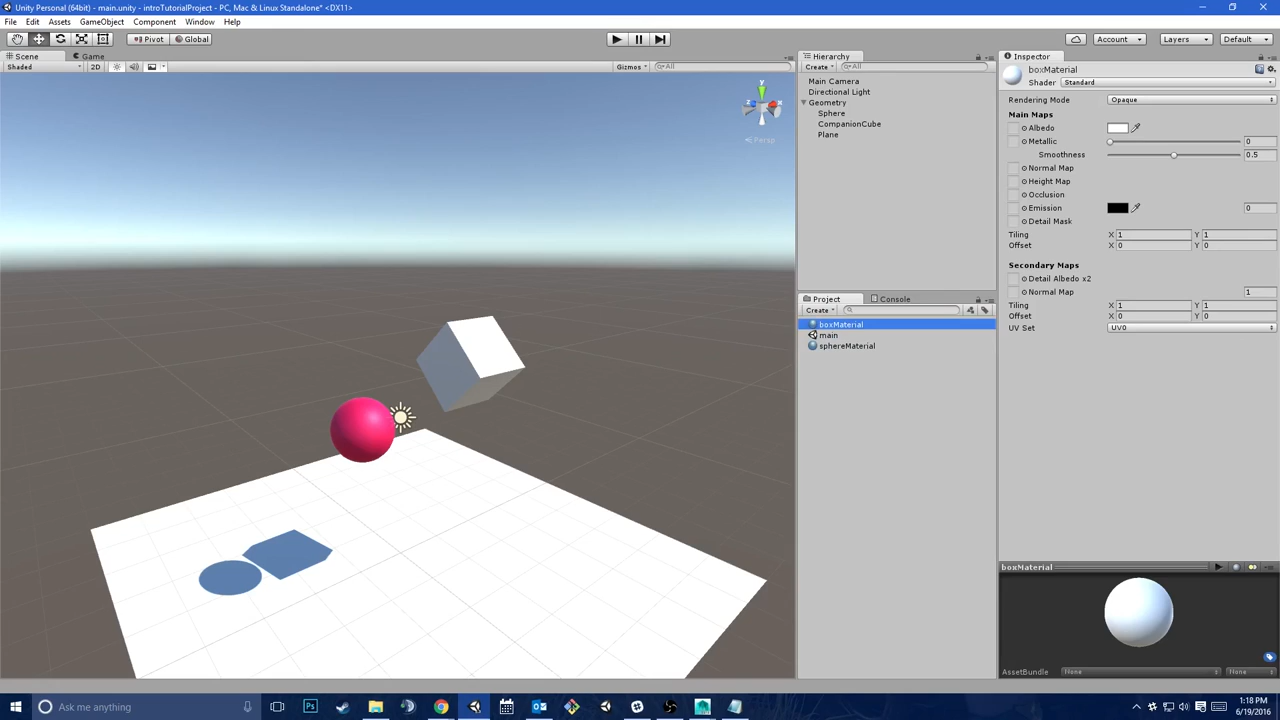 Unity Personal (64bit) - main.unity - introTutorialProject - PC, Mac & Linux Standalone* <DX11>
File Edit Assets GameObject Component Window Help
Pivot Global Account Layers Default
Scene Game
Shaded 2D Gizmos All
y
Persp
Hierarchy
Create All
Main Camera
Directional Light
Geometry
Sphere
CompanionCube
Plane
Project Console
Create
boxMaterial
main
sphereMaterial
Inspector
boxMaterial
Shader Standard
Rendering Mode Opaque
Main Maps
Albedo
Metallic 0
Smoothness 0.5
Normal Map
Height Map
Occlusion
Emission 0
Detail Mask
Tiling X 1 Y 1
Offset X 0 Y 0
Secondary Maps
Detail Albedo x2
Normal Map 1
Tiling X 1 Y 1
Offset X 0 Y 0
UV Set UV0
boxMaterial
AssetBundle None None
Ask me anything
1:18 PM
6/19/2016